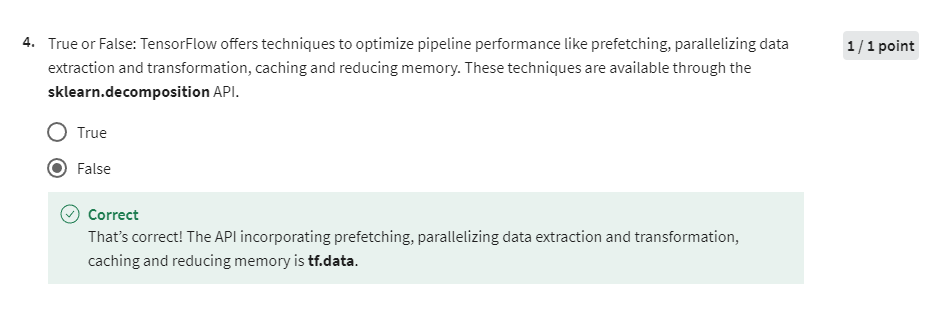 4. True or False: TensorFlow offers techniques to optimize pipeline performance like prefetching, parallelizing data
1 / 1 point
extraction and transformation, caching and reducing memory. These techniques are available through the
sklearn.decomposition API.
True
False
Correct
That's correct! The API incorporating prefetching, parallelizing data extraction and transformation,
caching and reducing memory is tf.data.